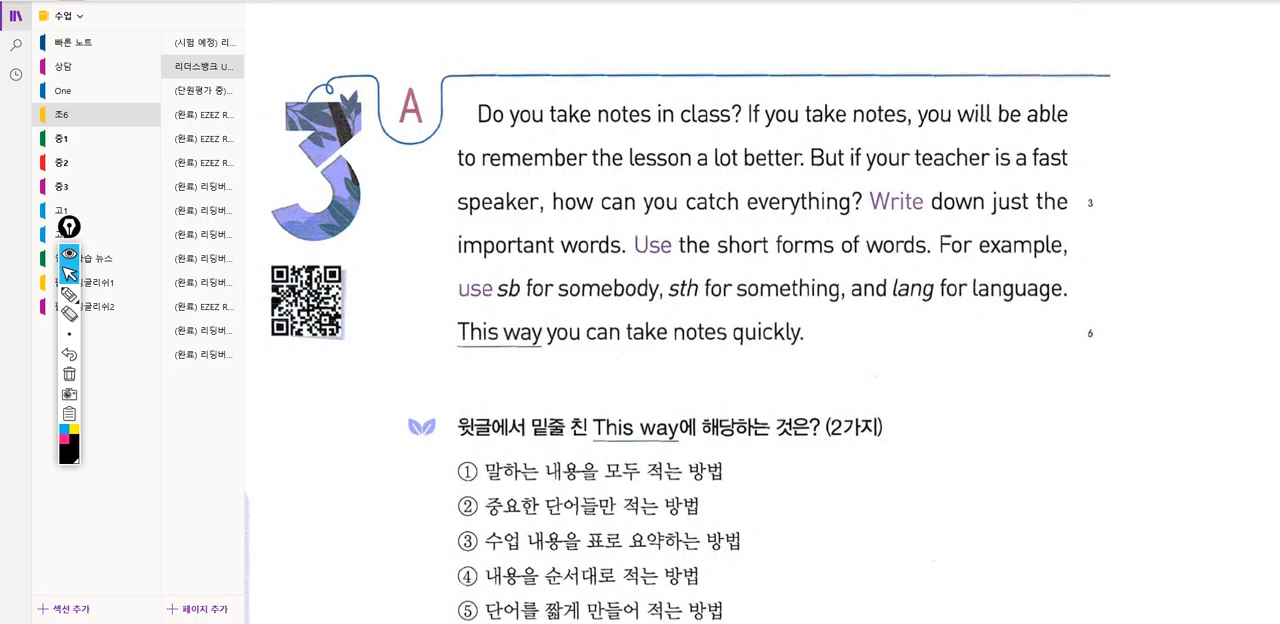 수업
빠른 노트
상담
One
초6
중1
중2
중3
고1
습 뉴스
글리쉬1
글리쉬2
섹션 추가
(시험 예정) 리...
리더스뱅크 U...
(단원평가 중)...
(완료) EZEZ R...
(완료) EZEZ R...
(완료) 리딩버...
(완료) 리딩버...
(완료) 리딩버...
(완료) EZEZ R...
(완료) 리딩버...
(완료) EZEZ R...
(완료) 리딩버...
(완료) 리딩버...
페이지 추가
3
A
Do you take notes in class? If you take notes, you will be able
to remember the lesson a lot better. But if your teacher is a fast
speaker, how can you catch everything? Write down just the 3
important words. Use the short forms of words. For example,
use sb for somebody, sth for something, and lang for language.
This way you can take notes quickly. 6
윗글에서 밑줄 친 This way에 해당하는 것은? (2가지)
① 말하는 내용을 모두 적는 방법
② 중요한 단어들만 적는 방법
③ 수업 내용을 표로 요약하는 방법
④ 내용을 순서대로 적는 방법
⑤ 단어를 짧게 만들어 적는 방법